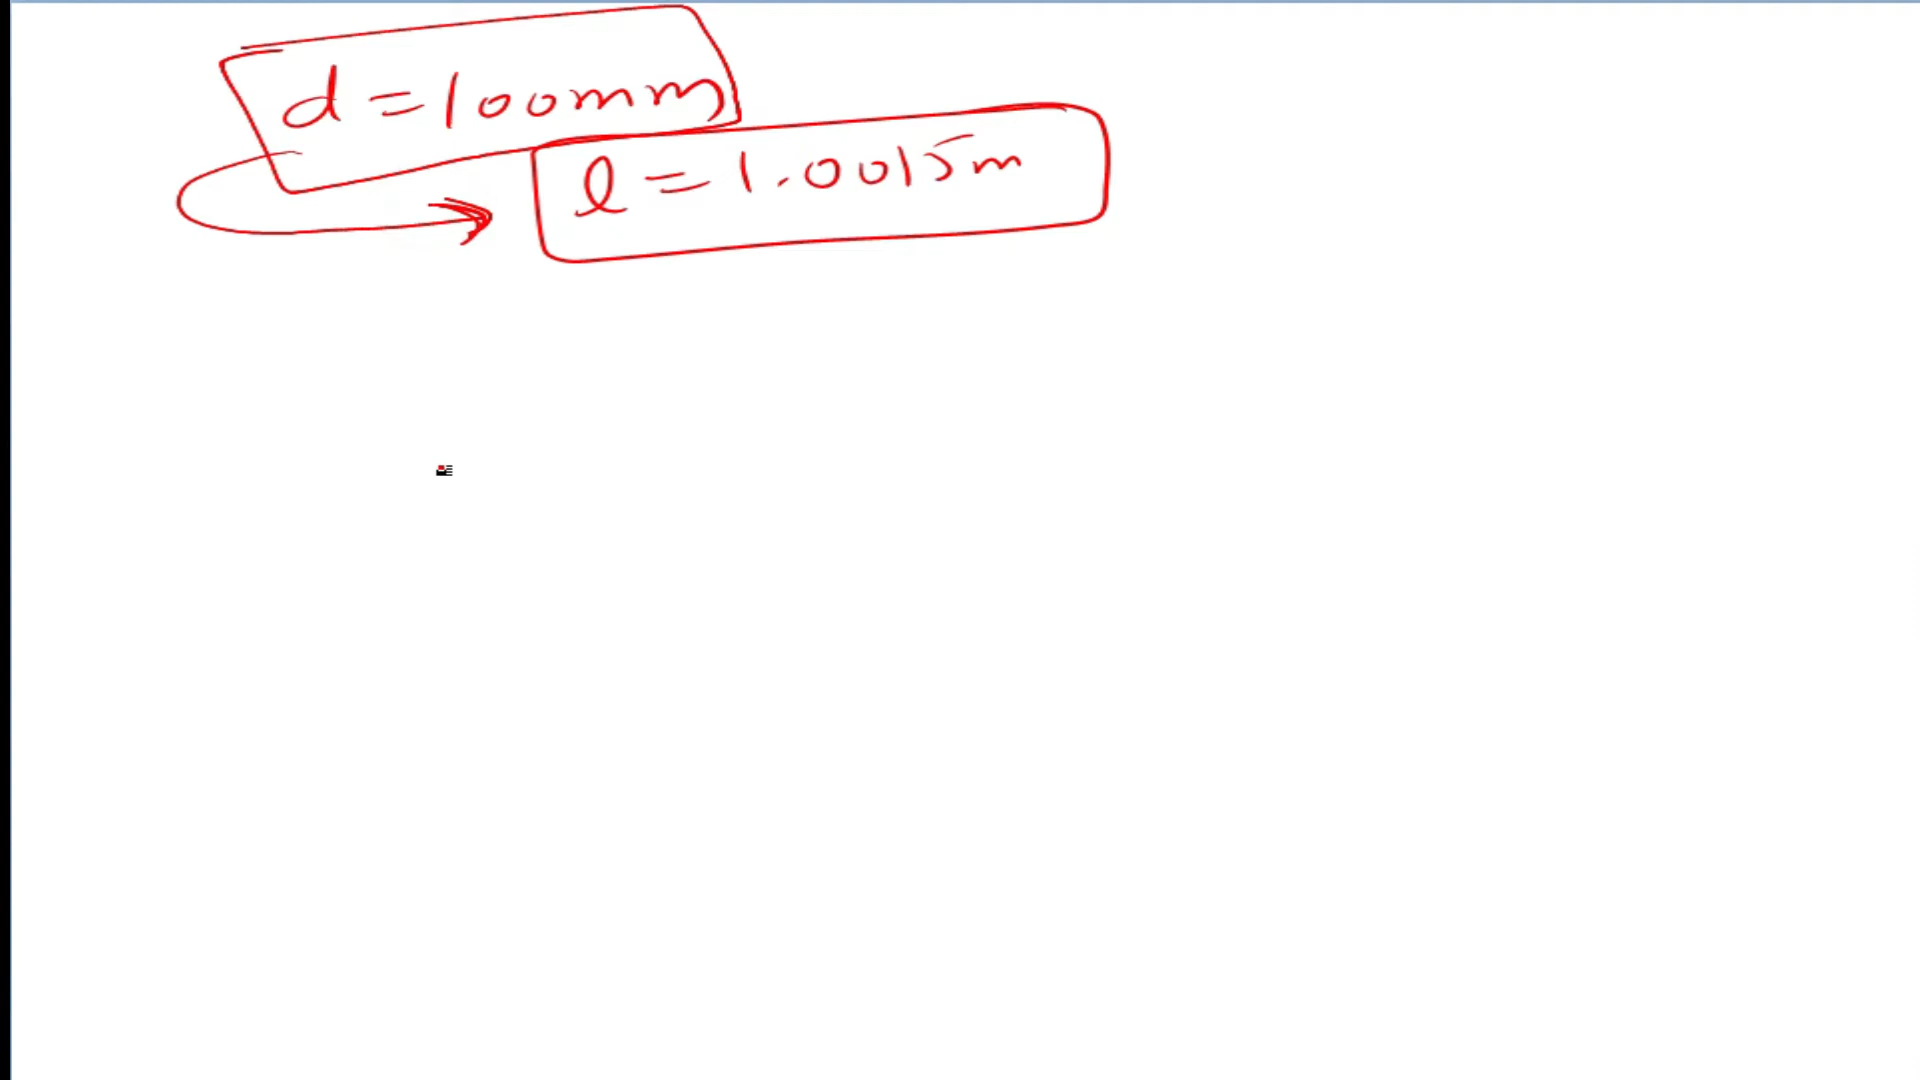 d = 100mm
l = 1.0015m